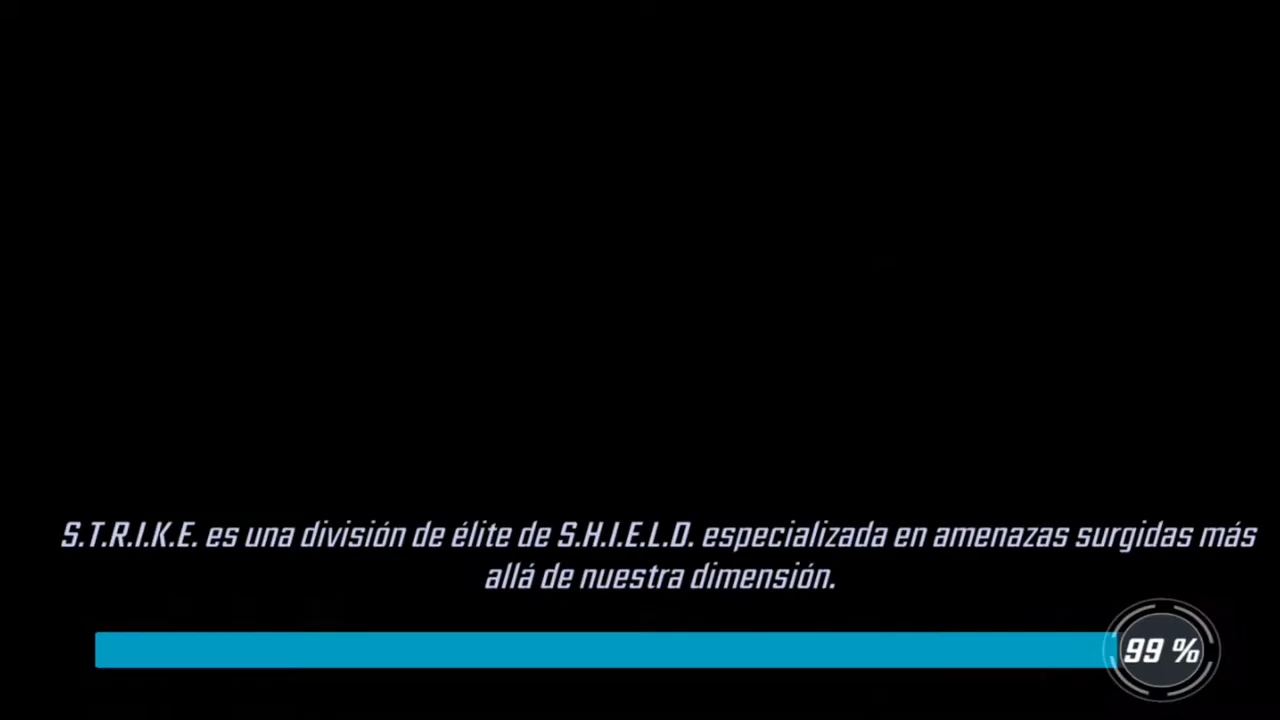 S.T.R.I.K.E. es una división de élite de S.H.I.E.L.D. especializada en amenazas surgidas más
allá de nuestra dimensión.
99 %